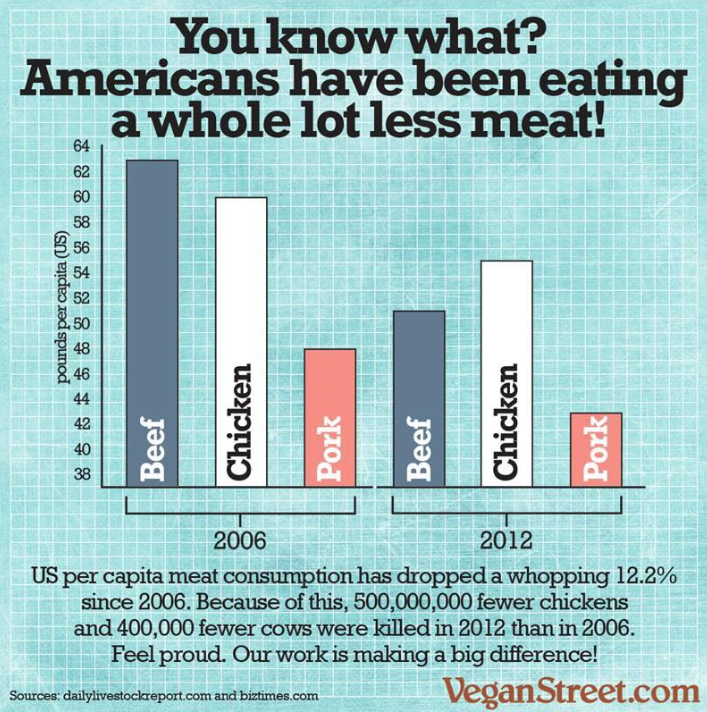 You know what?
Americans have been eating
a whole lot less meat!
pounds per capita (US)
64
62
60
58
56
54
52
50
48
46
44
42
40
38
Beef
Chicken
Pork
Beef
Chicken
Pork
2006
2012
US per capita meat consumption has dropped a whopping 12.2%
since 2006. Because of this, 500,000,000 fewer chickens
and 400,000 fewer cows were killed in 2012 than in 2006.
Feel proud. Our work is making a big difference!
Sources: dailylivestockreport.com and biztimes.com
VeganStreet.com